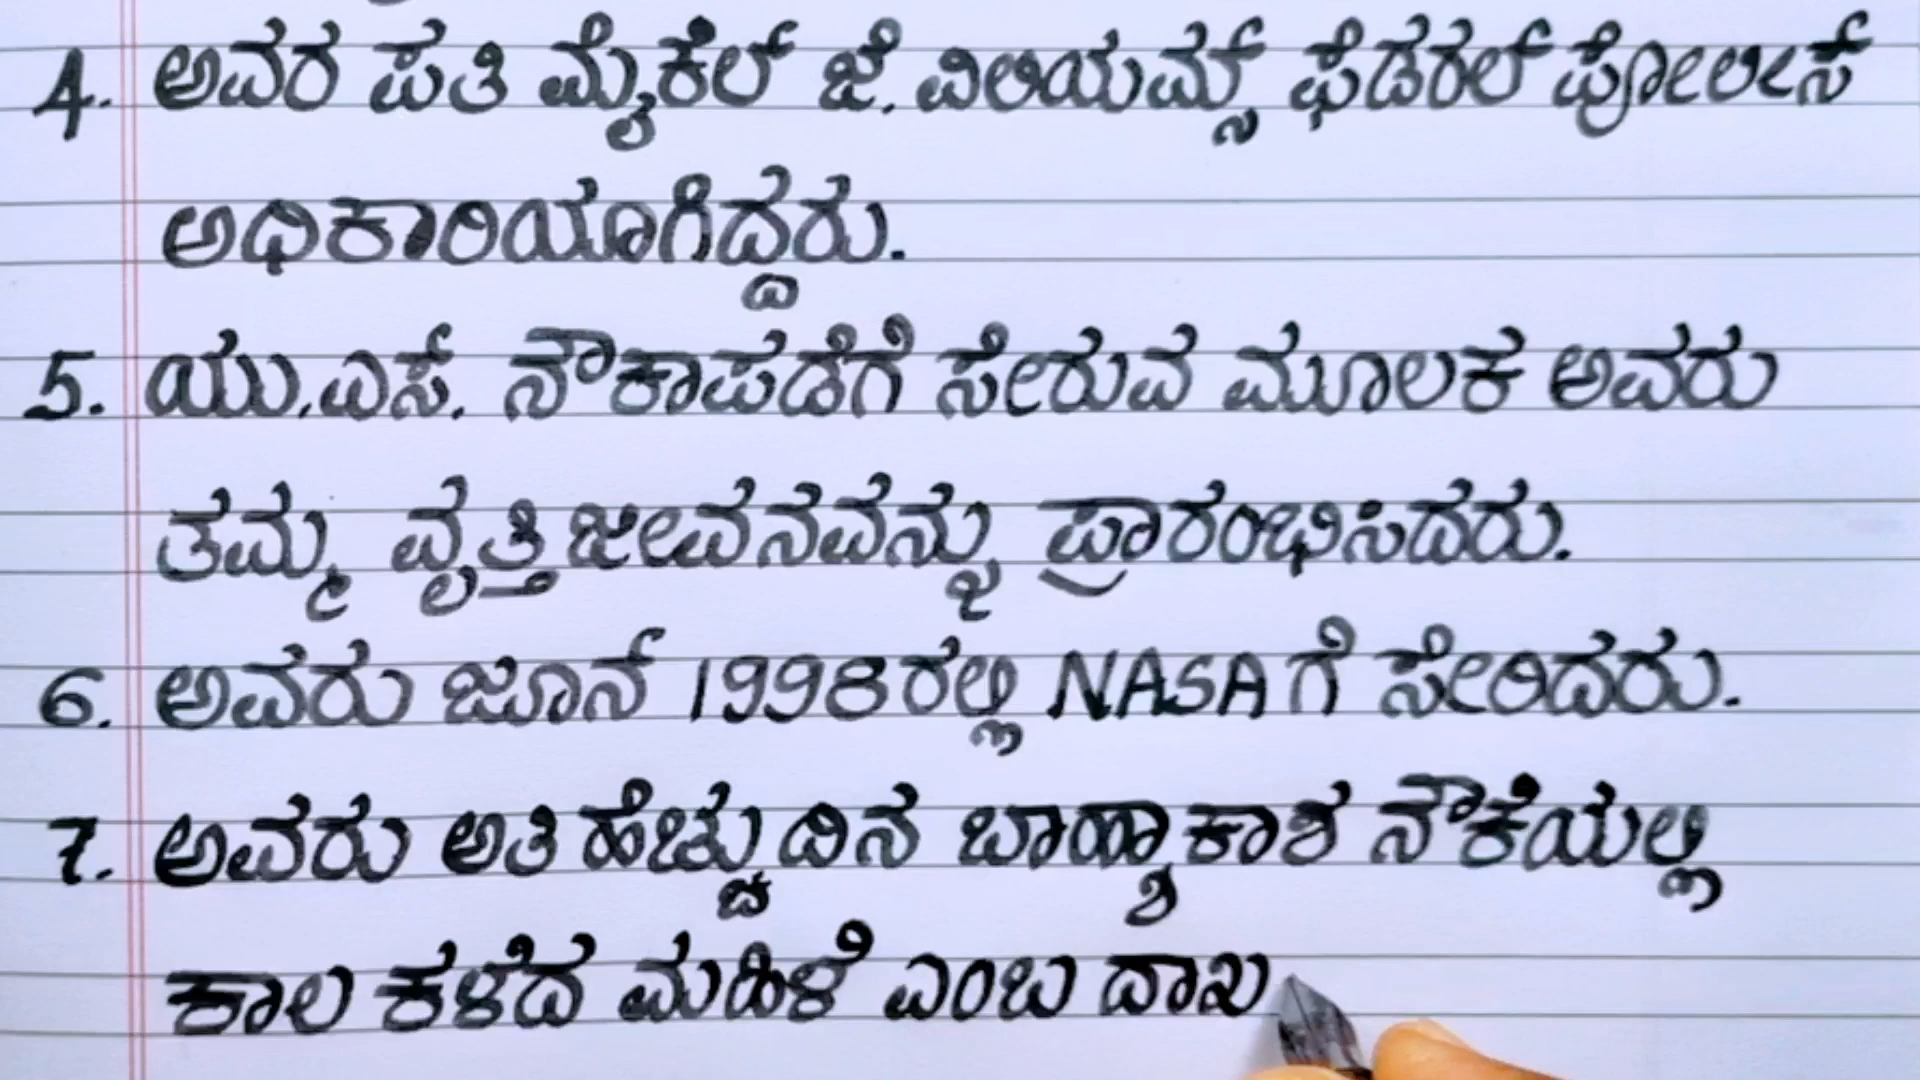 4. ಅವರ ಪತಿ ಮೈಕೆಲ್ ಜೆ. ವಿಲಿಯಮ್ಸ್ ಫೆಡರಲ್ ಪೋಲೀಸ್
ಅಧಿಕಾರಿಯಾಗಿದ್ದರು.
5. ಯು.ಎಸ್. ನೌಕಾಪಡೆಗೆ ಸೇರುವ ಮೂಲಕ ಅವರು
ತಮ್ಮ ವೃತ್ತಿಜೀವನವನ್ನು ಪ್ರಾರಂಭಿಸಿದರು.
6. ಅವರು ಜೂನ್ 1998ರಲ್ಲಿ NASAಗೆ ಸೇರಿದರು.
7. ಅವರು ಅತಿ ಹೆಚ್ಚು ದಿನ ಬಾಹ್ಯಾಕಾಶ ನೌಕೆಯಲ್ಲಿ
ಕಾಲ ಕಳೆದ ಮಹಿಳೆ ಎಂಬ ದಾಖ